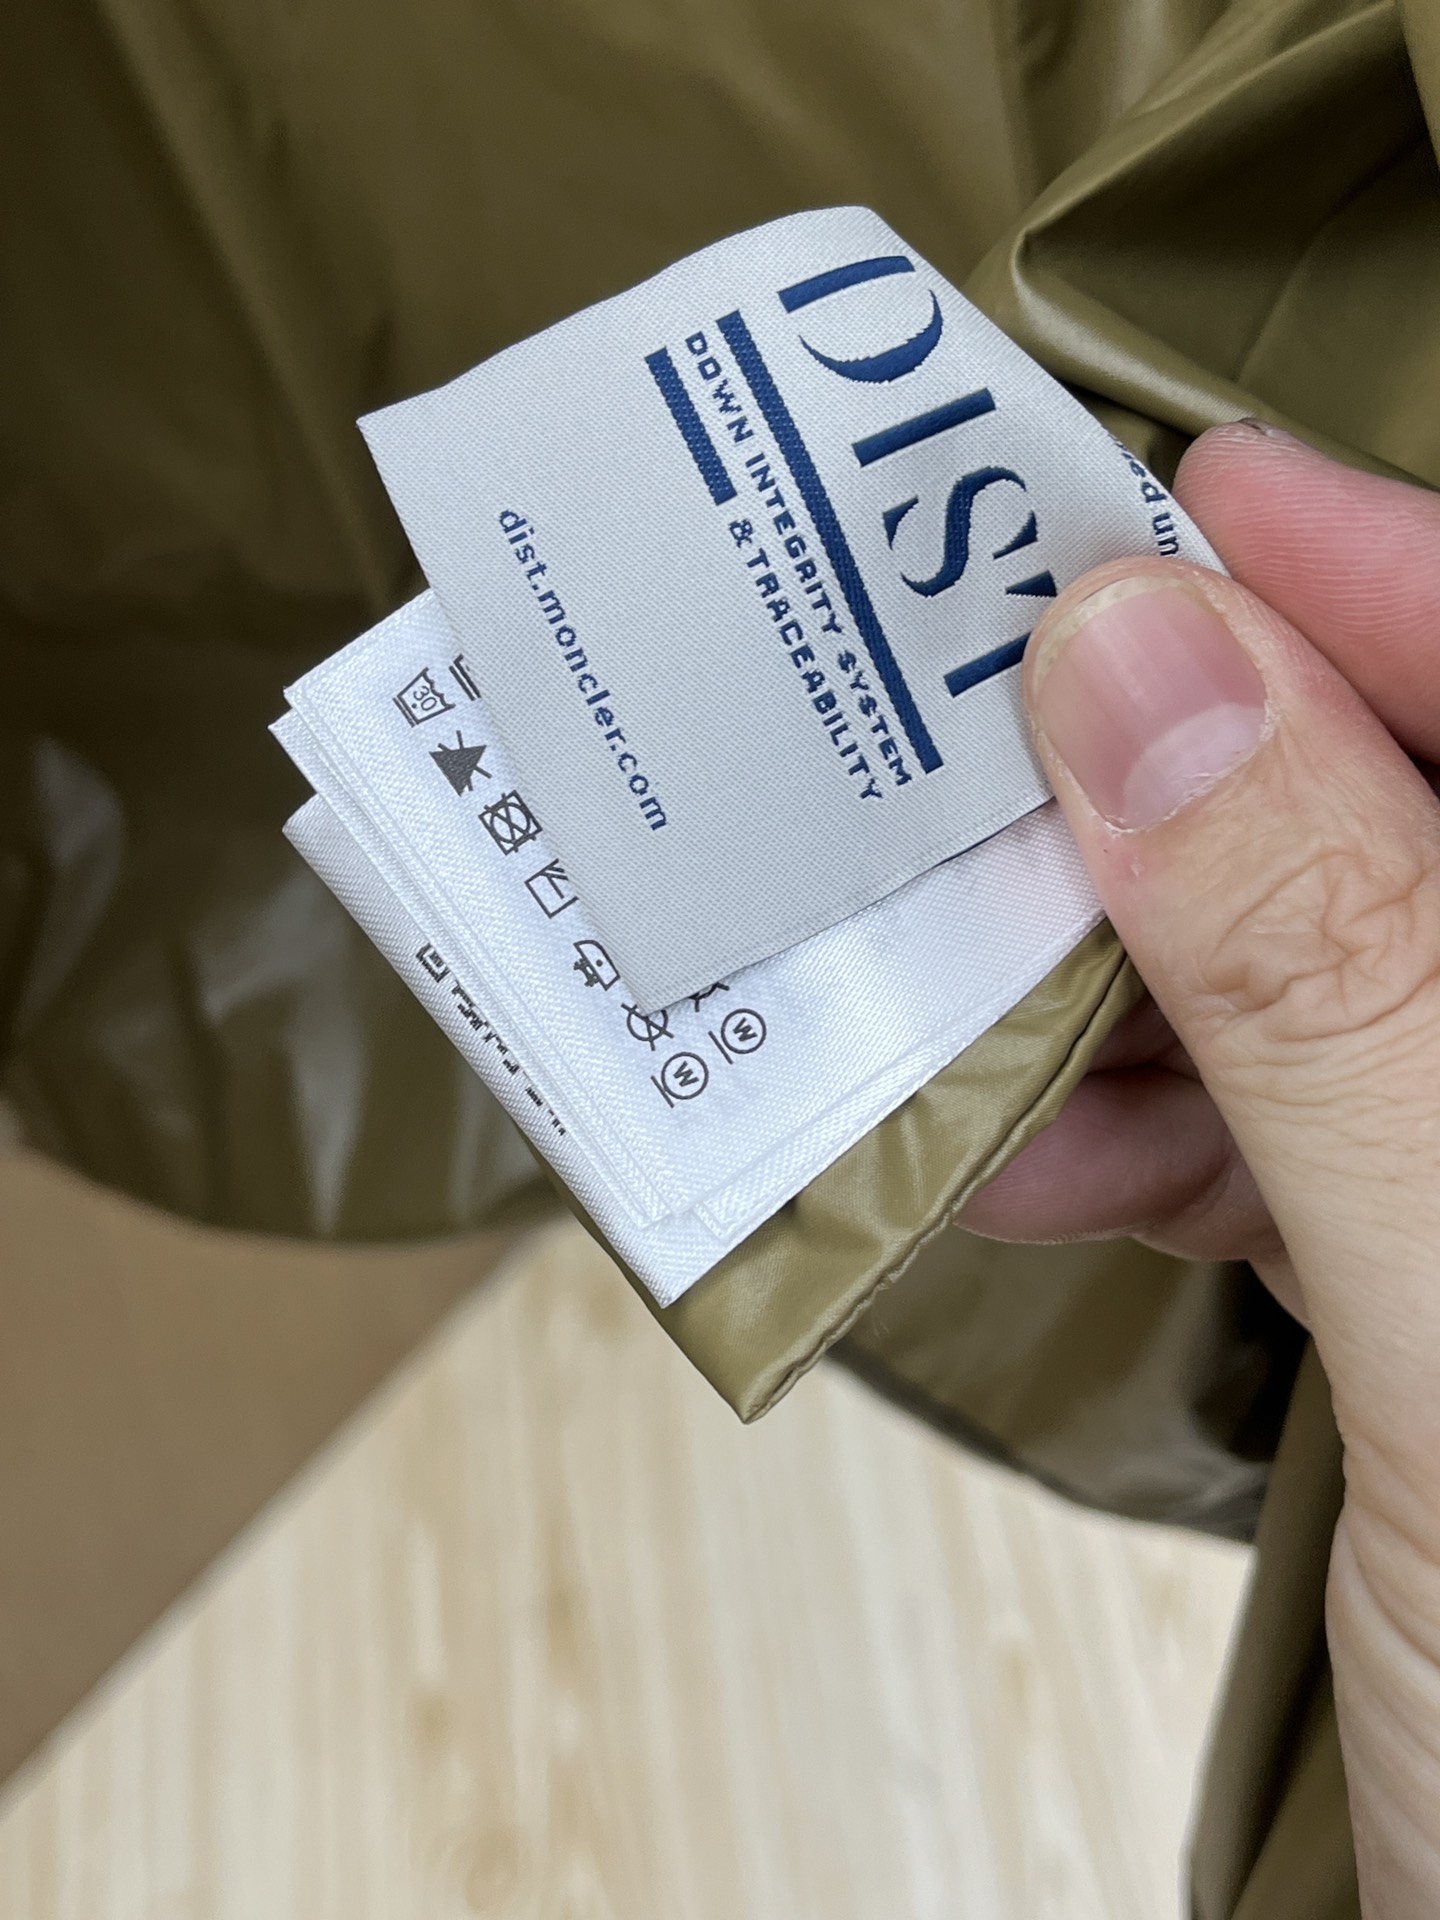 DIST
DOWN INTEGRITY SYSTEM
& TRACEABILITY
dist.moncler.com
30°
W
W